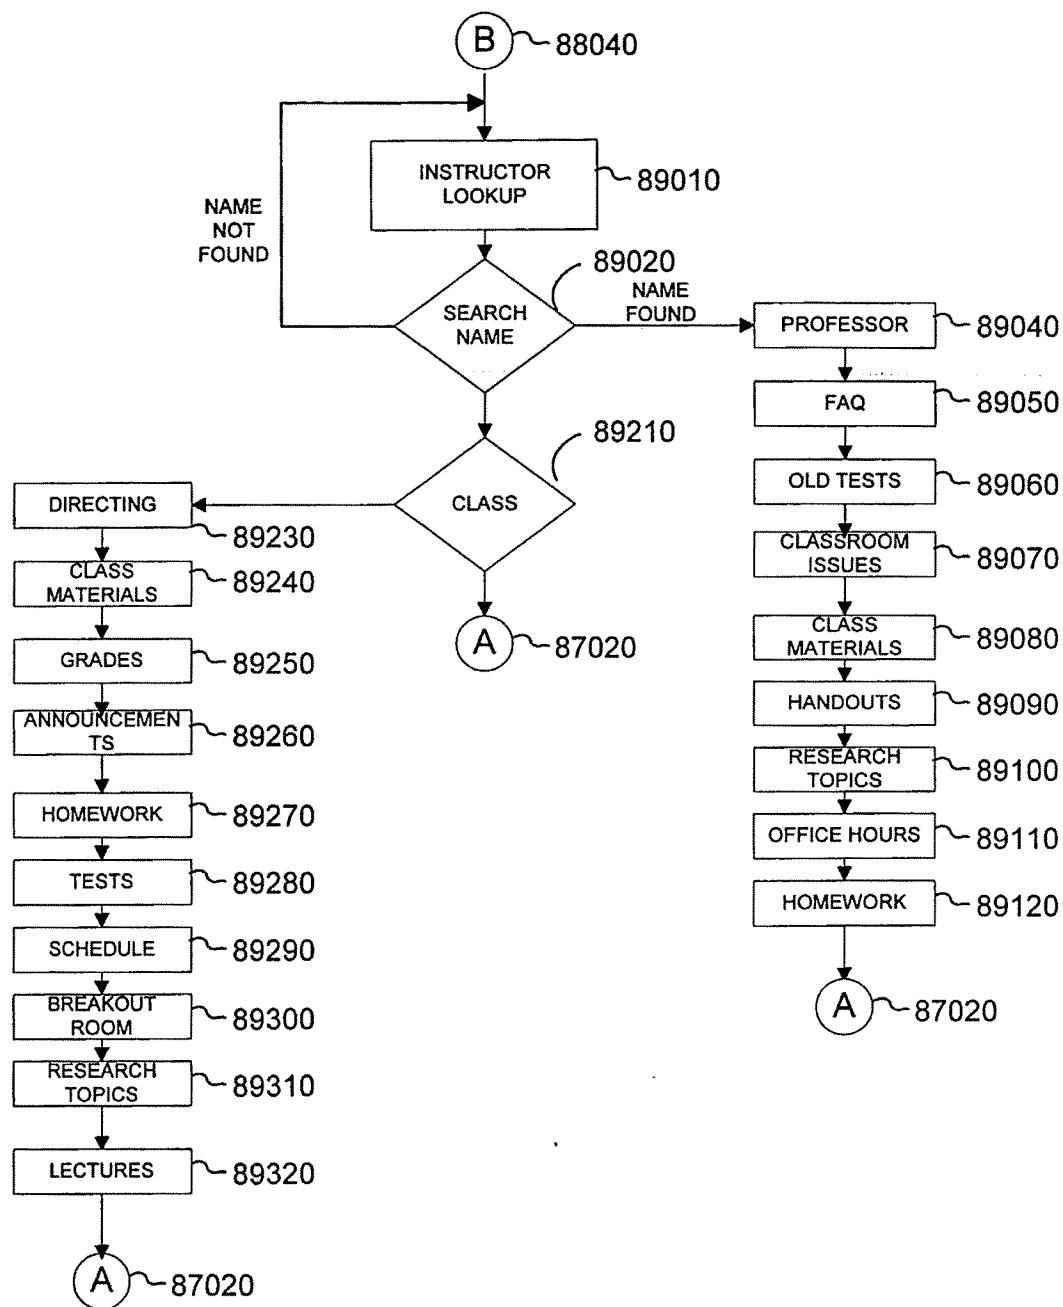 B
88040
INSTRUCTOR
LOOKUP
89010
NAME
NOT
FOUND
SEARCH
NAME
89020
NAME
FOUND
PROFESSOR
89040
FAQ
89050
OLD TESTS
89060
CLASSROOM
ISSUES
89070
CLASS
MATERIALS
89080
HANDOUTS
89090
RESEARCH
TOPICS
89100
OFFICE HOURS
89110
HOMEWORK
89120
A
87020
CLASS
89210
A
87020
DIRECTING
89230
CLASS
MATERIALS
89240
GRADES
89250
ANNOUNCEMEN
TS
89260
HOMEWORK
89270
TESTS
89280
SCHEDULE
89290
BREAKOUT
ROOM
89300
RESEARCH
TOPICS
89310
LECTURES
89320
A
87020